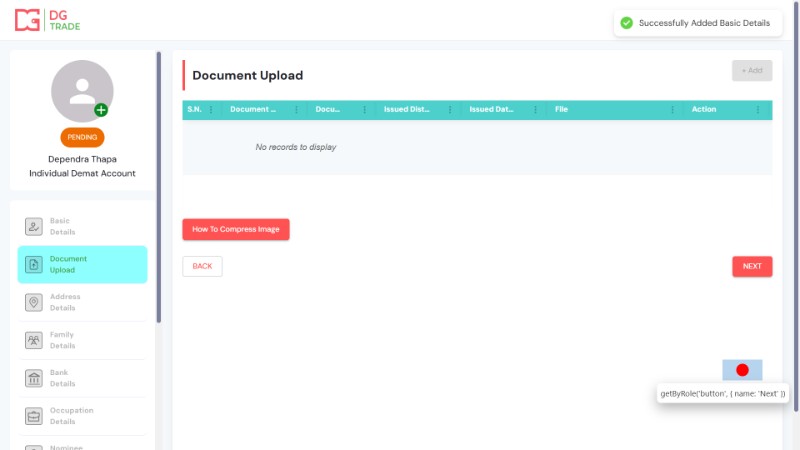 DG
TRADE
Successfully Added Basic Details
PENDING
Dependra Thapa
Individual Demat Account
Basic
Details
Document
Upload
Address
Details
Family
Details
Bank
Details
Occupation
Details
Nominee
Document Upload
+ Add
S.N.
Document ...
Docu...
Issued Dist...
Issued Dat...
File
Action
No records to display
How To Compress Image
BACK
NEXT
getByRole('button', { name: 'Next' })